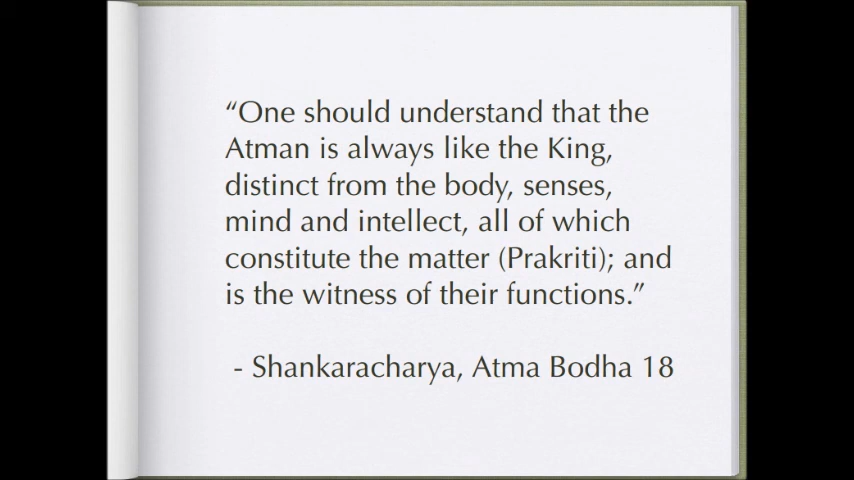 “One should understand that the
Atman is always like the King,
distinct from the body, senses,
mind and intellect, all of which
constitute the matter (Prakriti); and
is the witness of their functions.”
- Shankaracharya, Atma Bodha 18